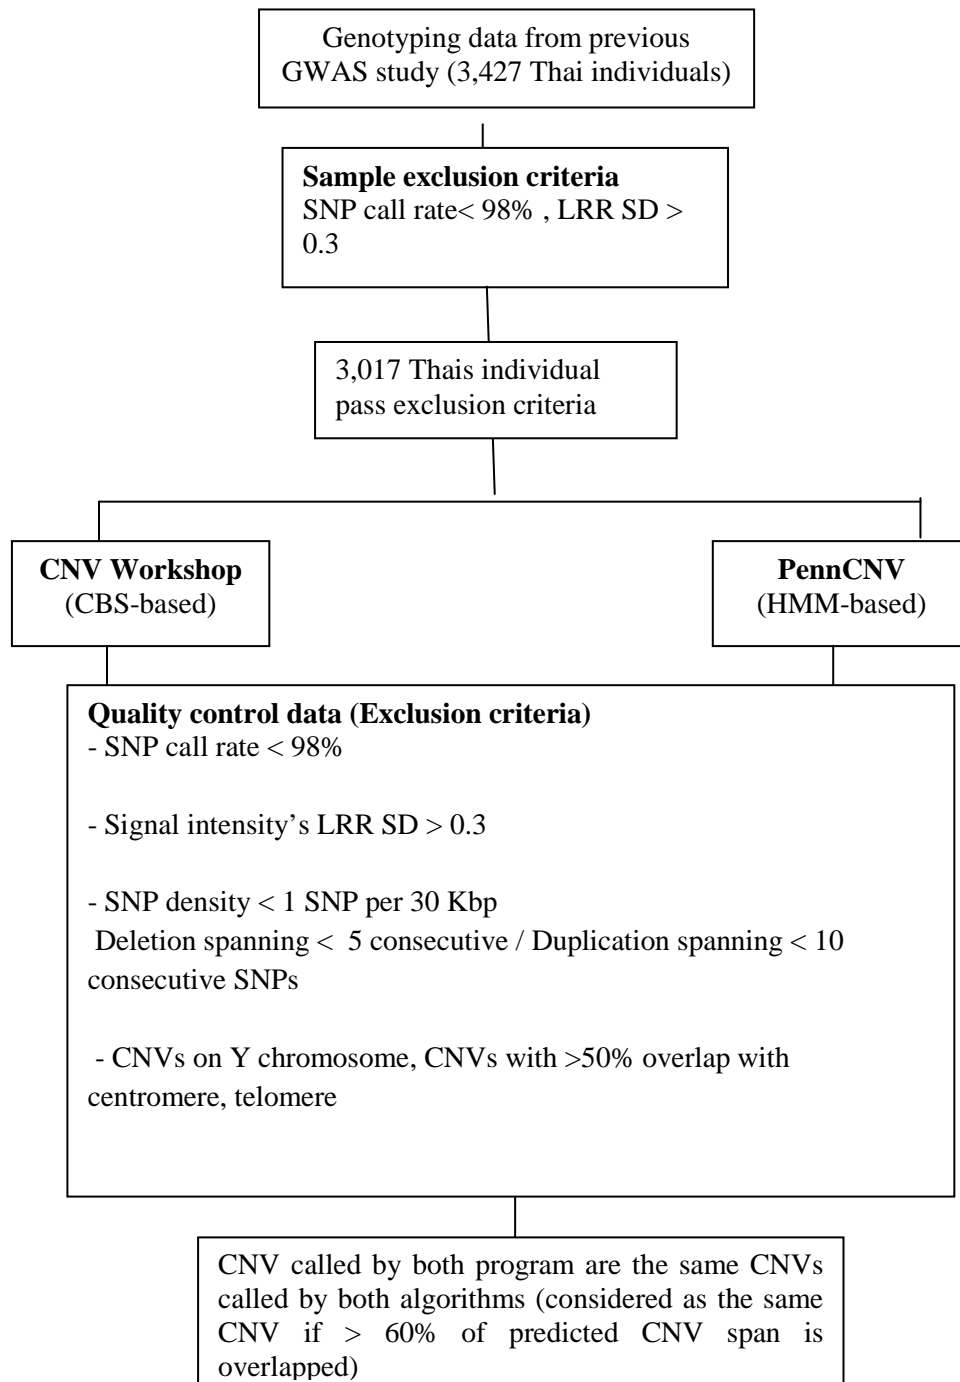 Genotyping data from previous
GWAS study (3,427 Thai individuals)
Sample exclusion criteria
SNP call rate< 98% , LRR SD >
0.3
3,017 Thais individual
pass exclusion criteria
CNV Workshop
(CBS-based)
PennCNV
(HMM-based)
Quality control data (Exclusion criteria)
- SNP call rate < 98%
- Signal intensity’s LRR SD > 0.3
- SNP density < 1 SNP per 30 Kbp
Deletion spanning < 5 consecutive / Duplication spanning < 10
consecutive SNPs
- CNVs on Y chromosome, CNVs with >50% overlap with
centromere, telomere
CNV called by both program are the same CNVs
called by both algorithms (considered as the same
CNV if > 60% of predicted CNV span is
overlapped)